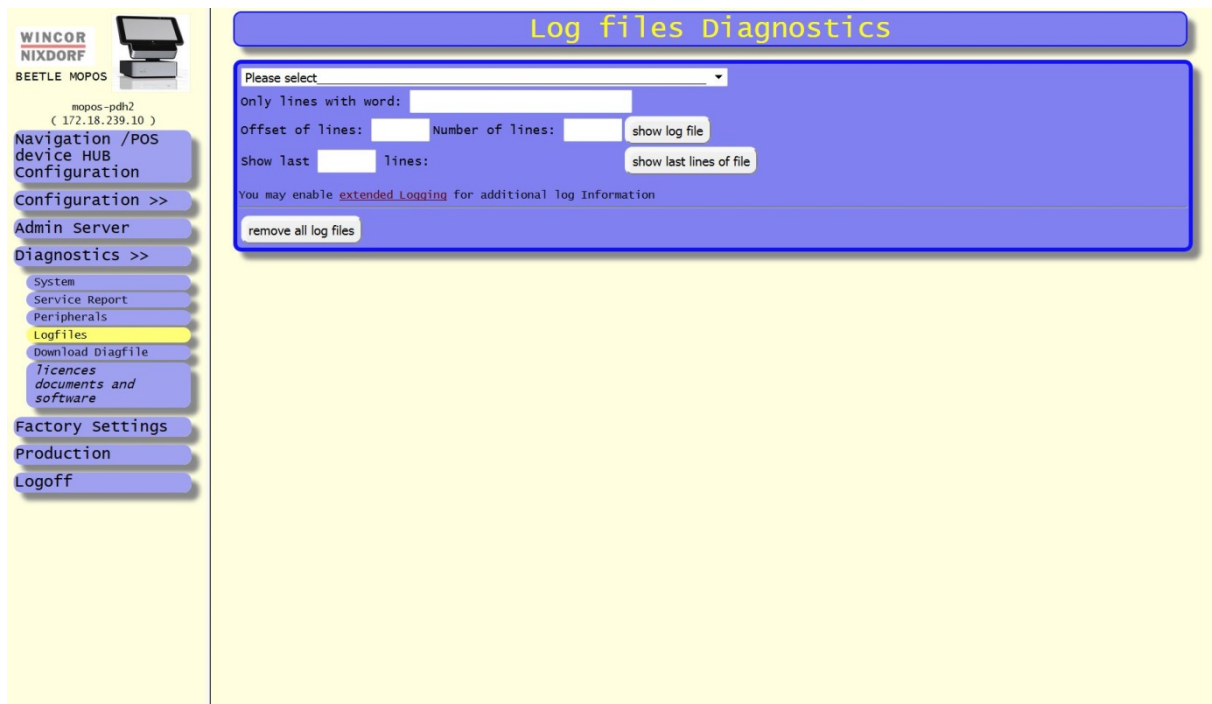 WINCOR
NIXDORF
BEETLE MOPOS
mopos-pdh2
( 172.18.239.10 )
Navigation /POS
device HUB
Configuration
Configuration >>
Admin Server
Diagnostics >>
System
Service Report
Peripherals
Logfiles
Download Diagfile
licences
documents and
software
Factory Settings
Production
Logoff
Log files Diagnostics
Please select
Only lines with word:
Offset of lines: Number of lines: show log file
Show last lines: show last lines of file
You may enable extended Logging for additional log Information
remove all log files